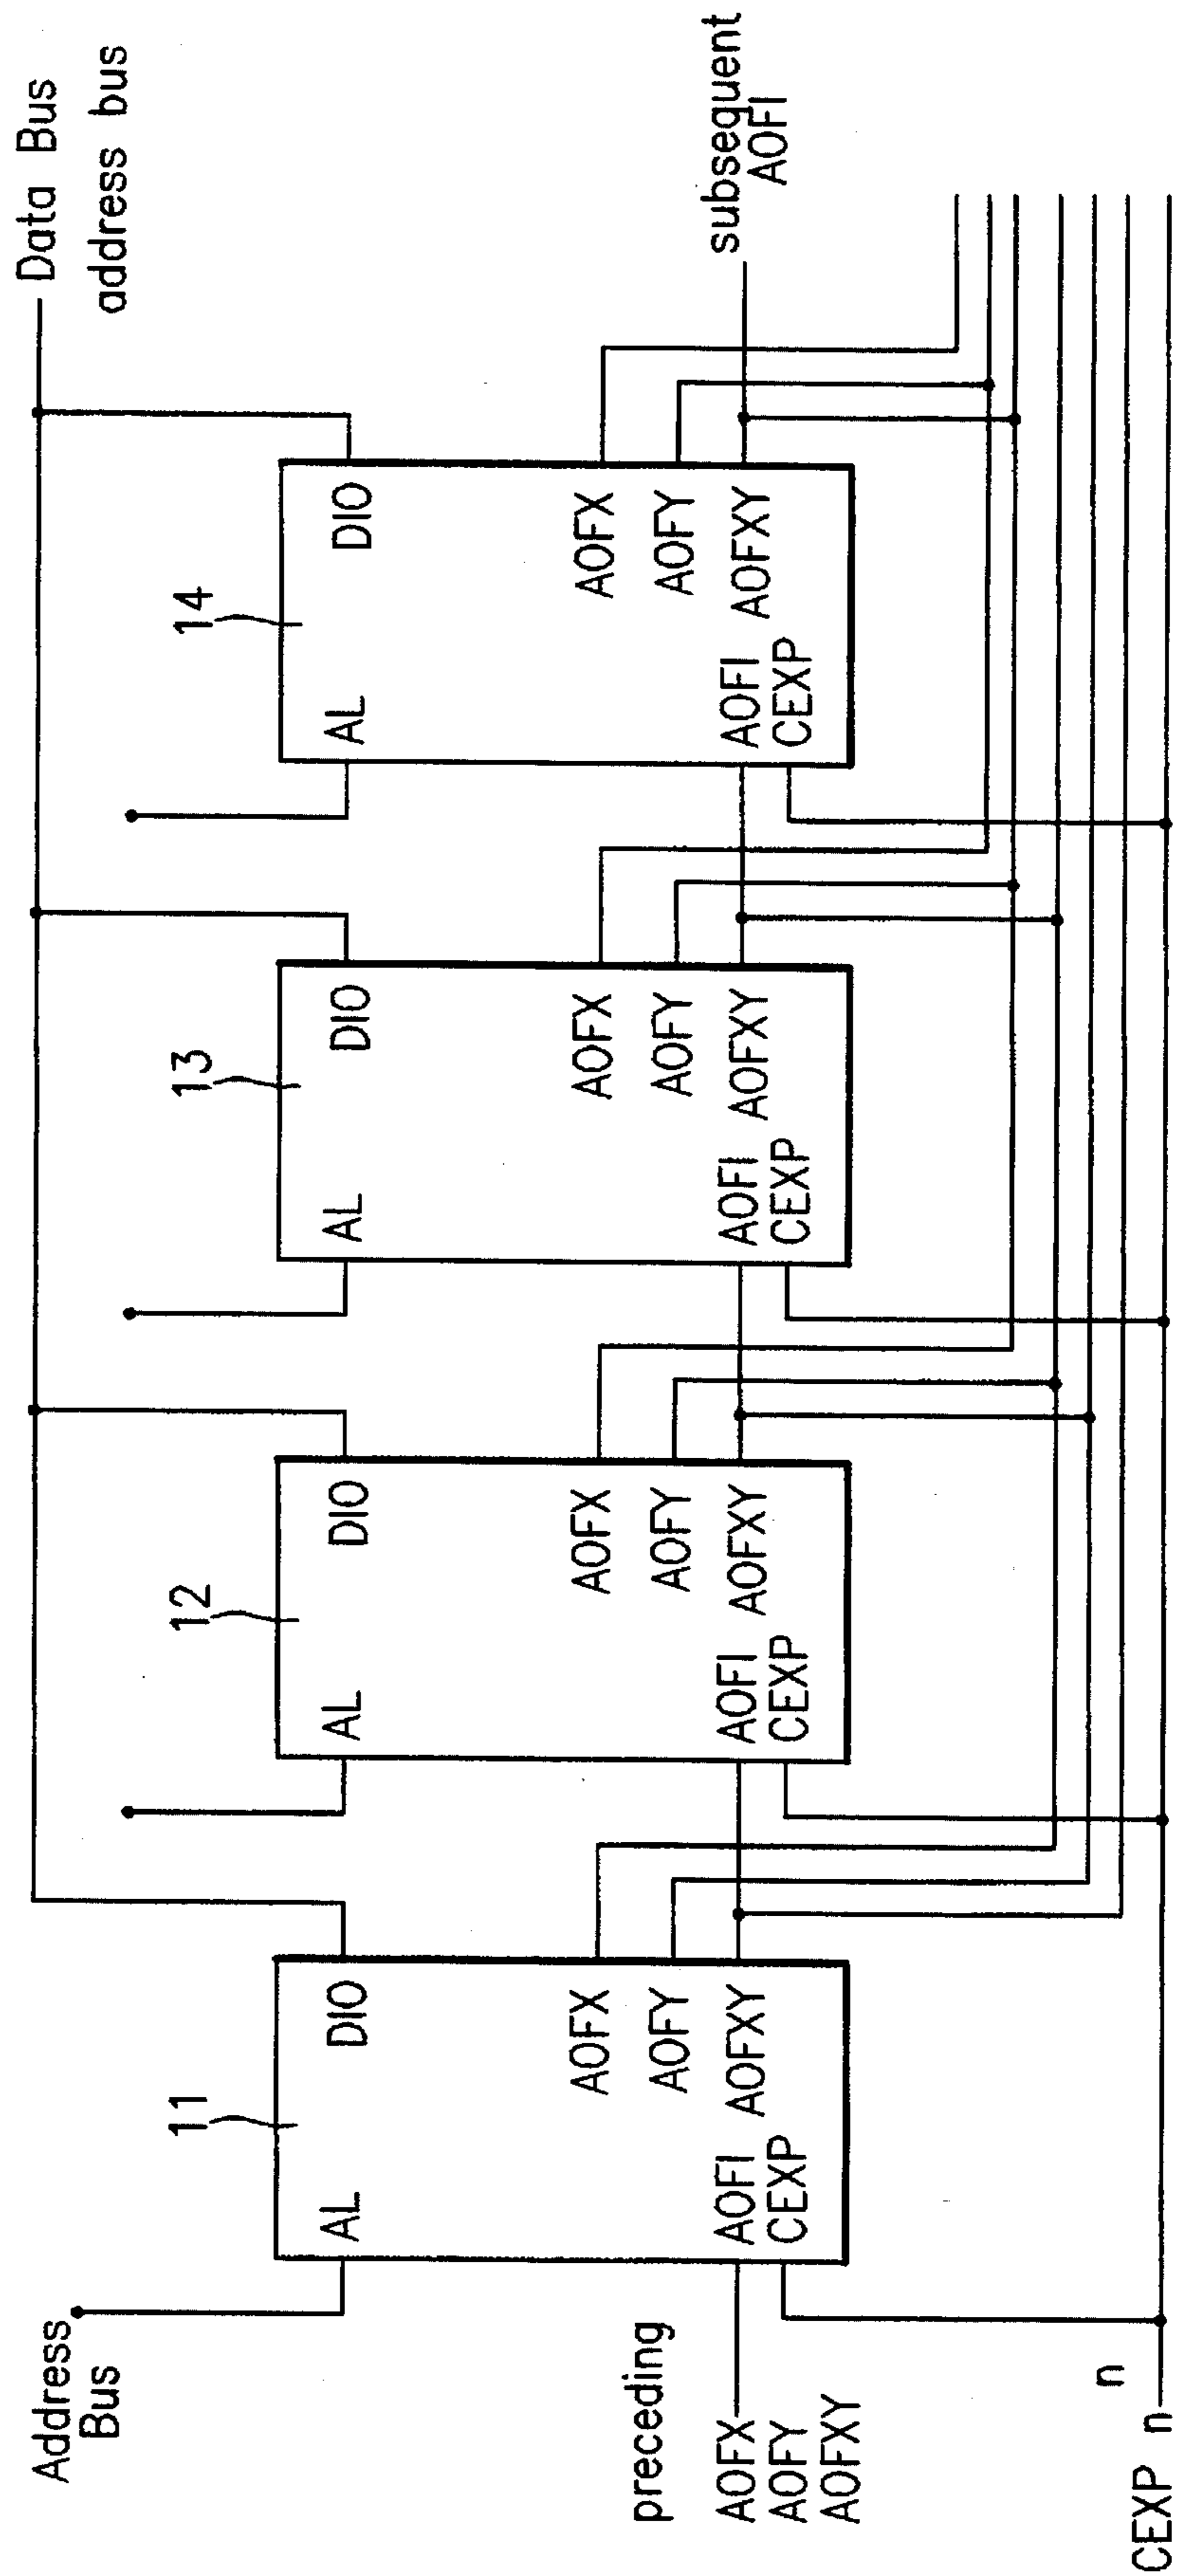 Data Bus
address bus
Address
Bus
11
AL
DIO
AOFX
AOFY
AOFXY
AOFI
CEXP
12
AL
DIO
AOFX
AOFY
AOFXY
AOFI
CEXP
13
AL
DIO
AOFX
AOFY
AOFXY
AOFI
CEXP
14
AL
DIO
AOFX
AOFY
AOFXY
AOFI
CEXP
preceding
AOFX
AOFY
AOFXY
subsequent
AOFI
n
CEXP n